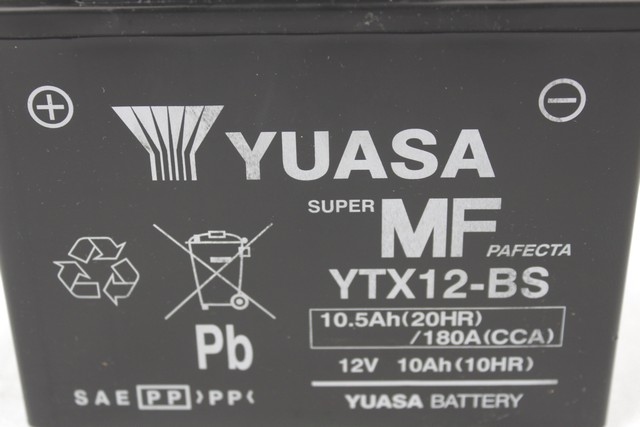 YUASA
SUPER MF PAFECTA
YTX12-BS
10.5Ah(20HR)
/180A(CCA)
12V 10Ah(10HR)
YUASA BATTERY
Pb
SAE PP >PP<